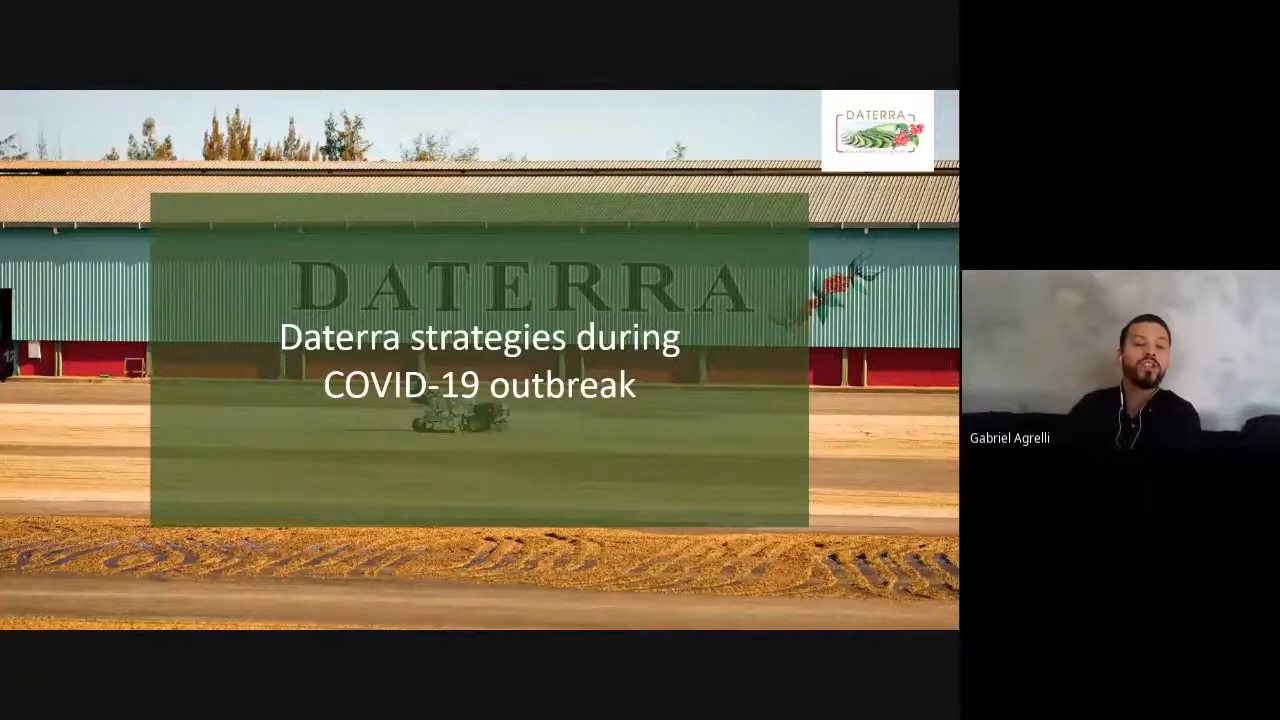 DATERRA
DATERRA
Daterra strategies during
COVID-19 outbreak
Gabriel Agrelli